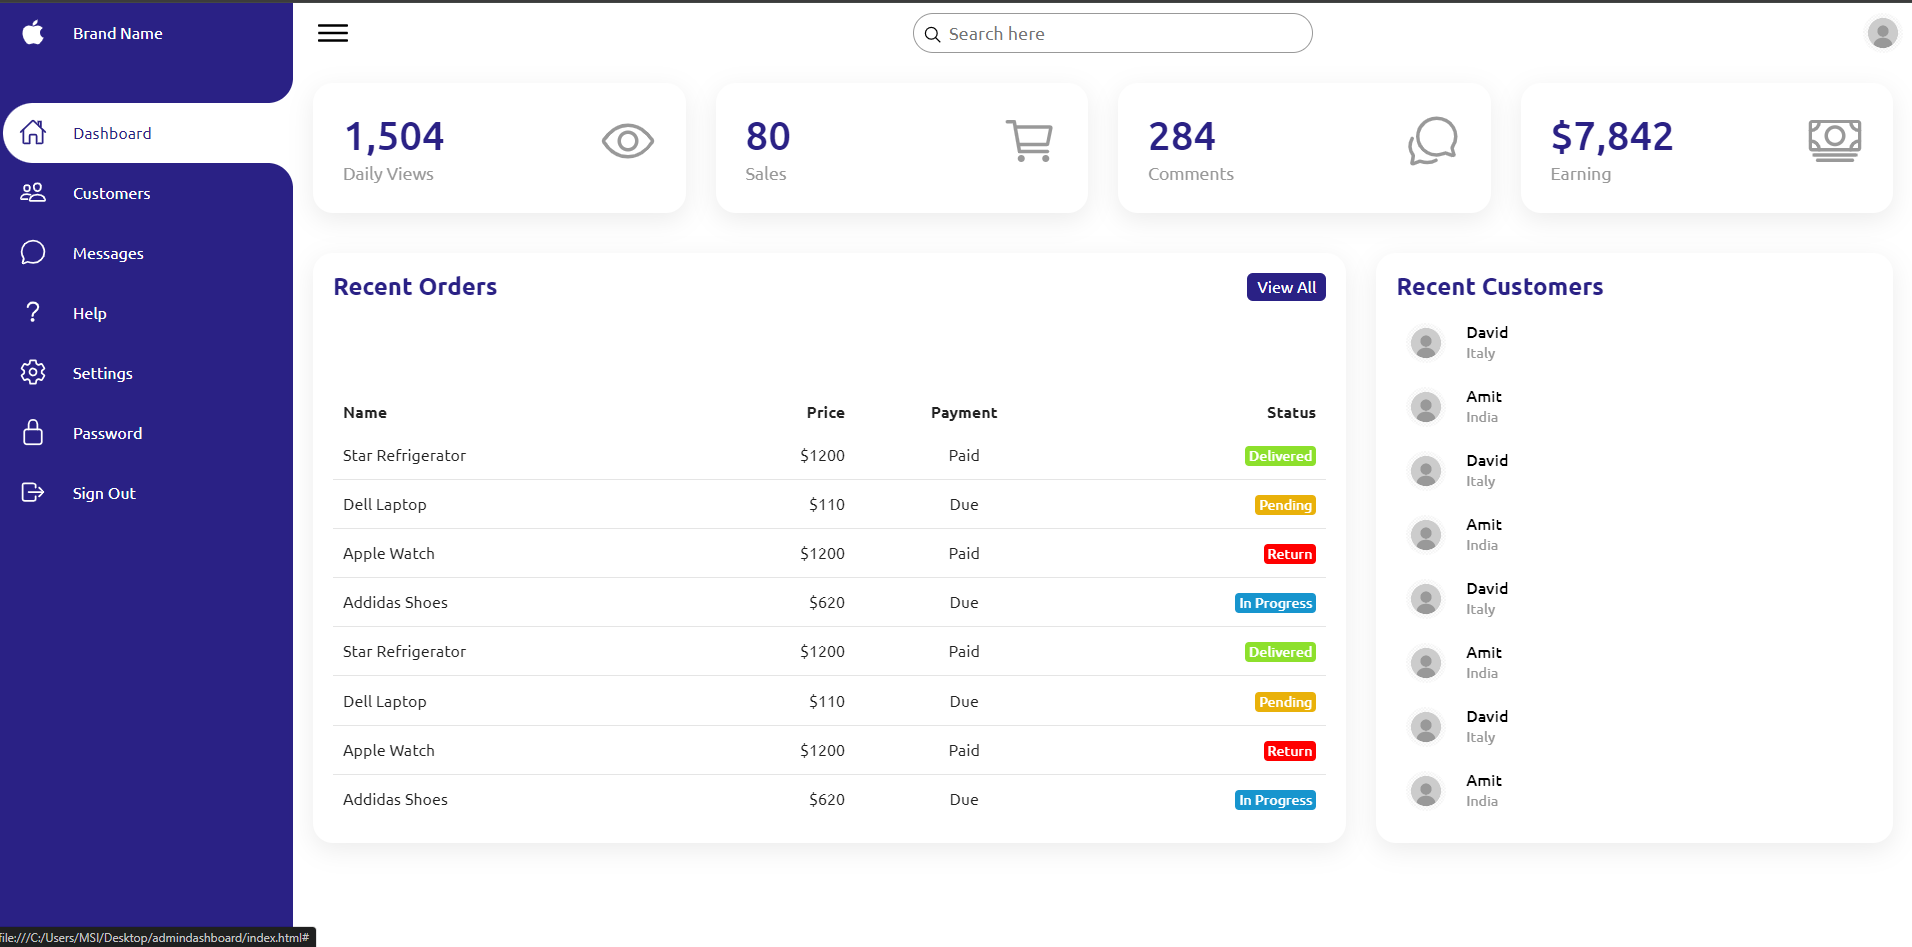 Brand Name
Search here
Dashboard
Customers
Messages
Help
Settings
Password
Sign Out
1,504
Daily Views
80
Sales
284
Comments
$7,842
Earning
Recent Orders
View All
Name Price Payment Status
Star Refrigerator $1200 Paid Delivered
Dell Laptop $110 Due Pending
Apple Watch $1200 Paid Return
Addidas Shoes $620 Due In Progress
Star Refrigerator $1200 Paid Delivered
Dell Laptop $110 Due Pending
Apple Watch $1200 Paid Return
Addidas Shoes $620 Due In Progress
Recent Customers
David
Italy
Amit
India
David
Italy
Amit
India
David
Italy
Amit
India
David
Italy
Amit
India
file:///C:/Users/MSI/Desktop/admindashboard/index.html#